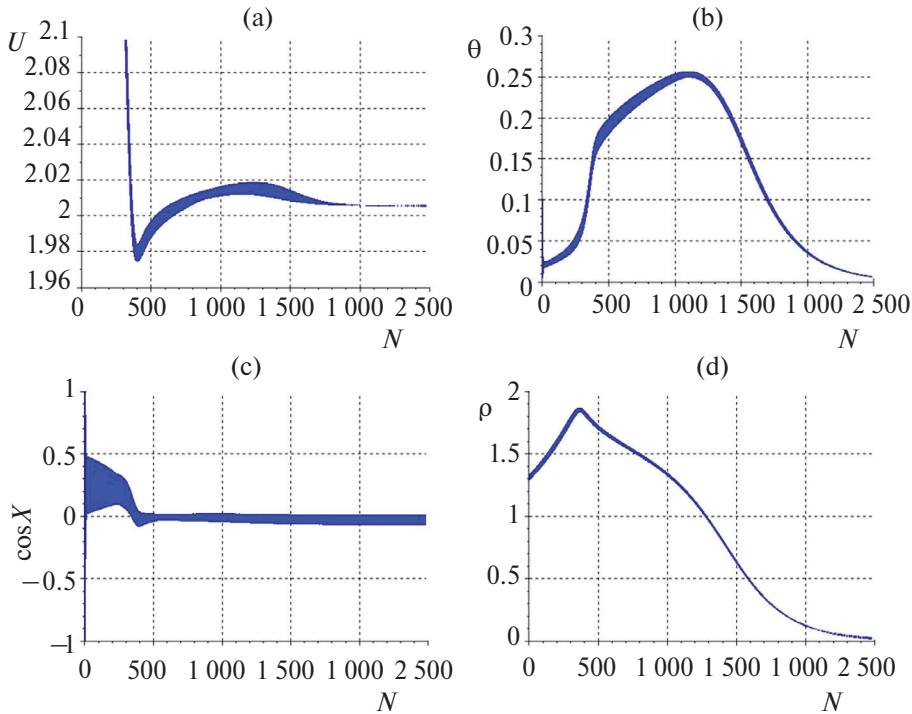 (a)
U
2.1
2.08
2.06
2.04
2.02
2
1.98
1.96
0 500 1 000 1 500 1 000 2 500
N
(b)
θ
0.3
0.25
0.2
0.15
0.1
0.05
0
0 500 1 000 1 500 2 000 2 500
N
(c)
cosX
1
0.5
0
−0.5
−1
0 500 1 000 1 500 1 000 2 500
N
(d)
ρ
2
1.5
1
0.5
0
0 500 1 000 1 500 1 000 2 500
N